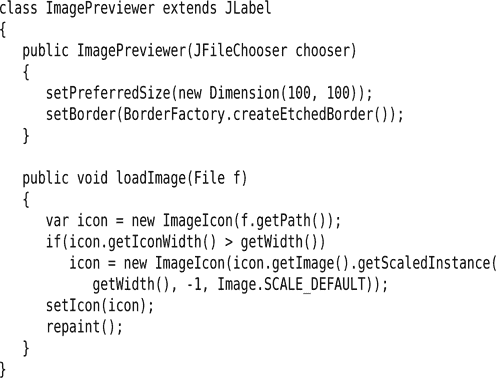 class ImagePreviewer extends JLabel
{
   public ImagePreviewer(JFileChooser chooser)
   {
      setPreferredSize(new Dimension(100, 100));
      setBorder(BorderFactory.createEtchedBorder());
   }

   public void loadImage(File f)
   {
      var icon = new ImageIcon(f.getPath());
      if(icon.getIconWidth() > getWidth())
         icon = new ImageIcon(icon.getImage().getScaledInstance(
            getWidth(), -1, Image.SCALE_DEFAULT));
      setIcon(icon);
      repaint();
   }
}